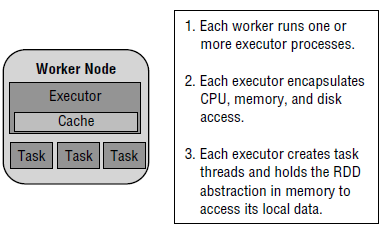 Worker Node
Executor
Cache
Task Task Task
1. Each worker runs one or
more executor processes.
2. Each executor encapsulates
CPU, memory, and disk
access.
3. Each executor creates task
threads and holds the RDD
abstraction in memory to
access its local data.